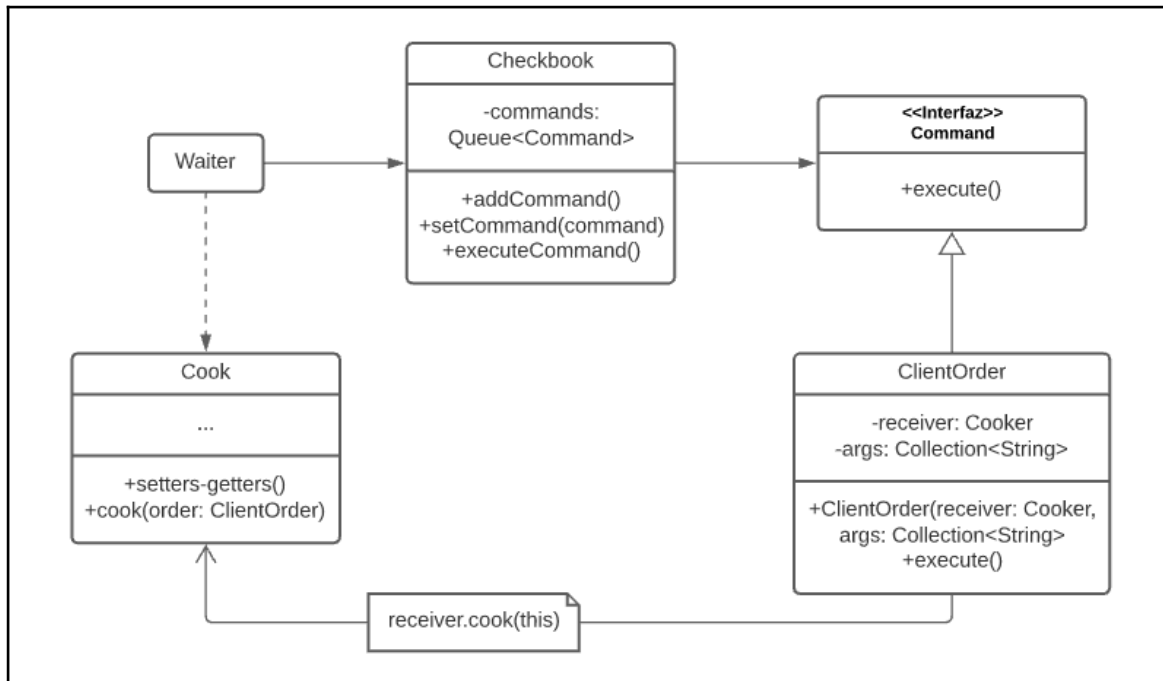 Checkbook
-commands:
Queue<Command>
+addCommand()
+setCommand(command)
+executeCommand()
<<Interfaz>>
Command
+execute()
Waiter
Cook
...
+setters-getters()
+cook(order: ClientOrder)
ClientOrder
-receiver: Cooker
-args: Collection<String>
+ClientOrder(receiver: Cooker,
args: Collection<String>
+execute()
receiver.cook(this)